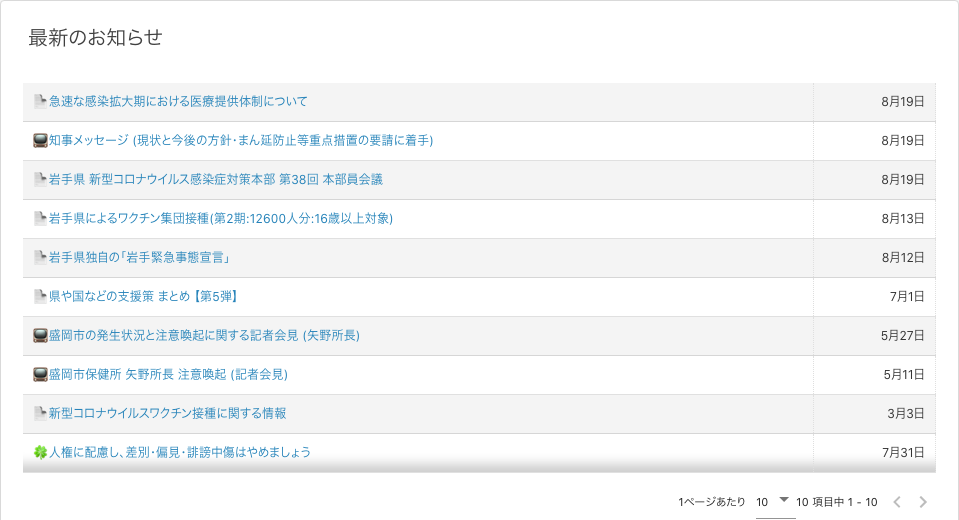 最新のお知らせ
急速な感染拡大期における医療提供体制について 8月19日
知事メッセージ (現状と今後の方針・まん延防止等重点措置の要請に着手) 8月19日
岩手県 新型コロナウイルス感染症対策本部 第38回 本部員会議 8月19日
岩手県によるワクチン集団接種(第2期:12600人分:16歳以上対象) 8月13日
岩手県独自の「岩手緊急事態宣言」 8月12日
県や国などの支援策 まとめ 【第5弾】 7月1日
盛岡市の発生状況と注意喚起に関する記者会見 (矢野所長) 5月27日
盛岡市保健所 矢野所長 注意喚起 (記者会見) 5月11日
新型コロナウイルスワクチン接種に関する情報 3月3日
人権に配慮し、差別・偏見・誹謗中傷はやめましょう 7月31日
1ページあたり 10 10 項目中 1 - 10